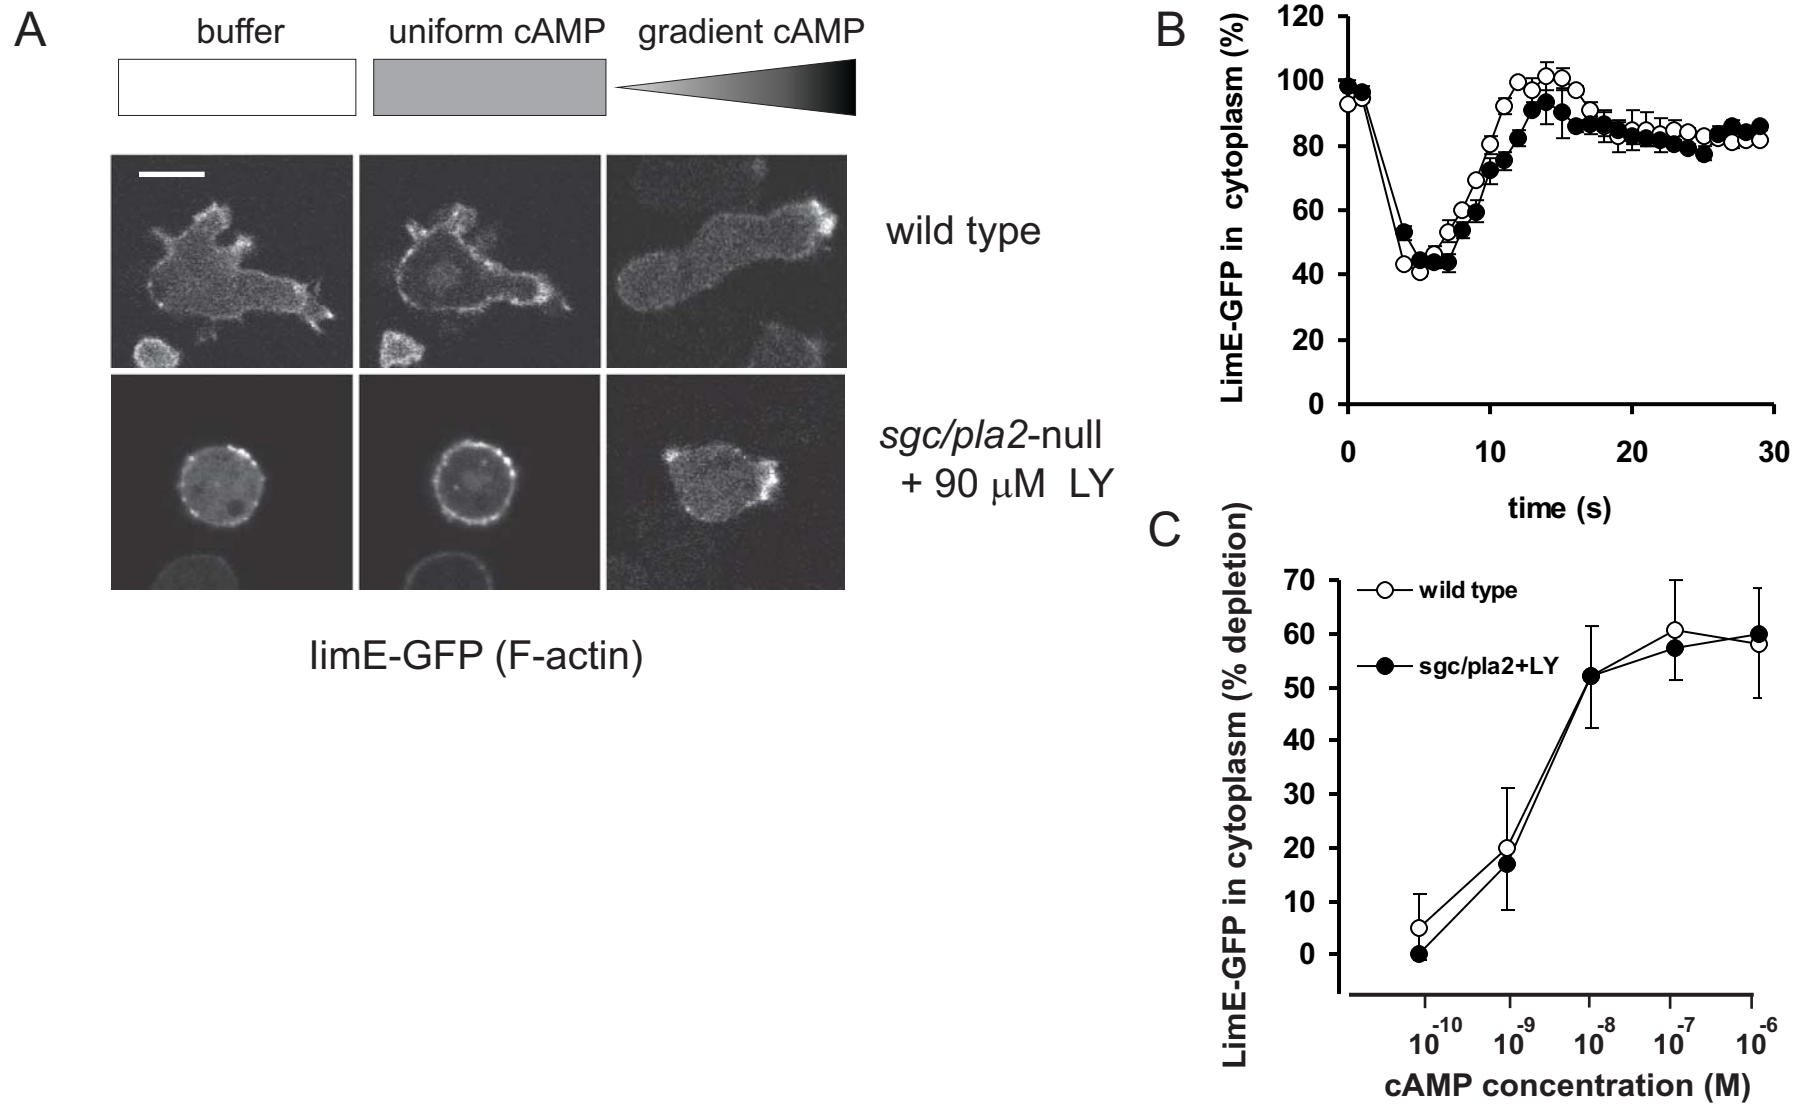 A
buffer
uniform cAMP
gradient cAMP
wild type
sgc/pla2-null
+ 90 μM LY
limE-GFP (F-actin)
B
LimE-GFP in cytoplasm (%)
120
100
80
60
40
20
0
0 10 20 30
time (s)
C
LimE-GFP in cytoplasm (% depletion)
70
60
50
40
30
20
10
0
wild type
sgc/pla2+LY
10⁻¹⁰ 10⁻⁹ 10⁻⁸ 10⁻⁷ 10⁻⁶
cAMP concentration (M)